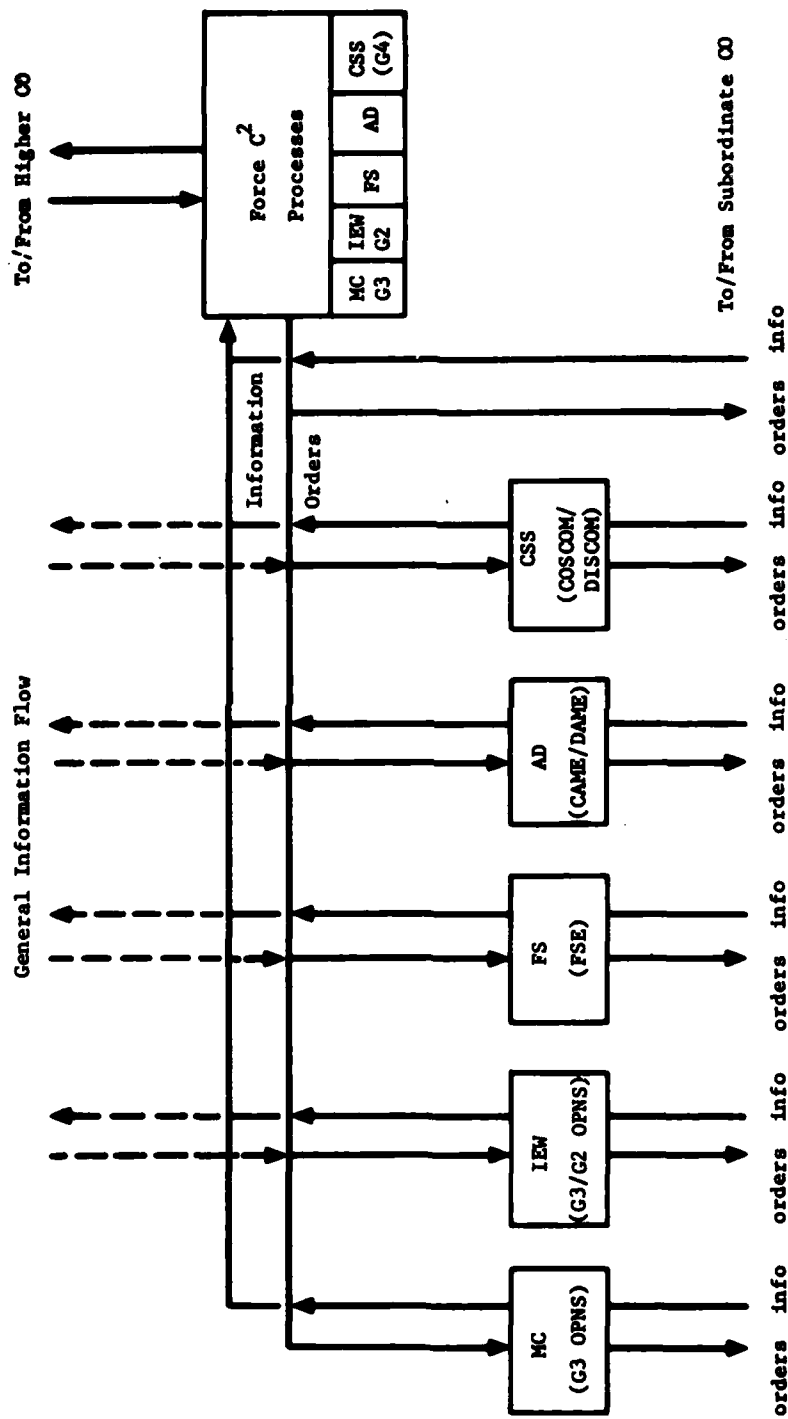 To/From Higher CO
General Information Flow
Force C²
Processes
MC
G3
IEW
G2
FS
AD
CSS
(G4)
Information
Orders
MC
(G3 OPNS)
IEW
(G3/G2 OPNS)
FS
(FSE)
AD
(CAME/DAME)
CSS
(COSCOM/
DISCOM)
To/From Subordinate CO
orders info
orders info
orders info
orders info
orders info
orders info